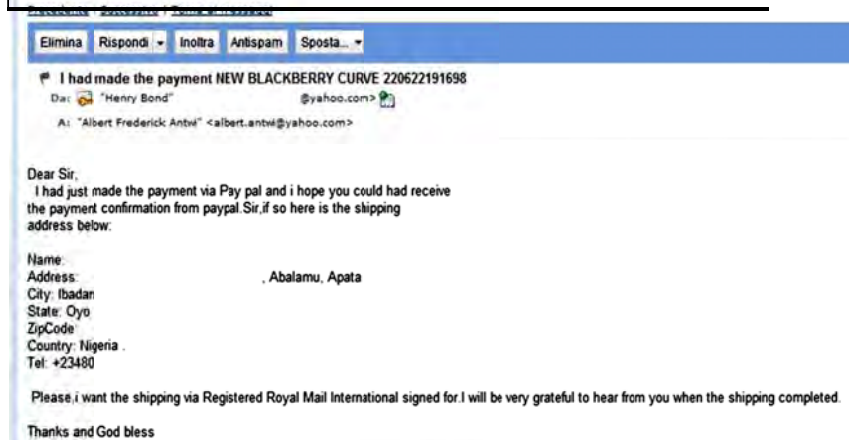 Precedente | Successivo | Torna ai messaggi
Elimina Rispondi Inoltra Antispam Sposta...
I had made the payment NEW BLACKBERRY CURVE 220622191698
Da: "Henry Bond" @yahoo.com>
A: "Albert Frederick Antwi" <albert.antwi@yahoo.com>
Dear Sir,
I had just made the payment via Pay pal and i hope you could had receive
the payment confirmation from paypal.Sir,if so here is the shipping
address below:
Name:
Address: , Abalamu, Apata
City: Ibadan
State: Oyo
ZipCode
Country: Nigeria .
Tel: +23480
Please,i want the shipping via Registered Royal Mail International signed for.I will be very grateful to hear from you when the shipping completed.
Thanks and God bless